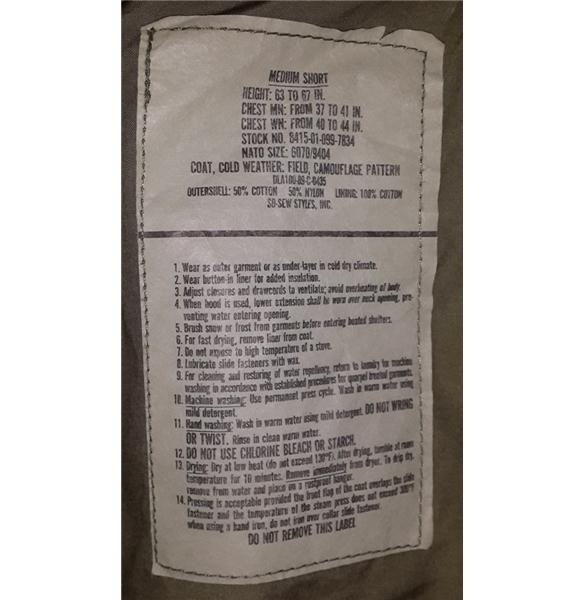 MEDIUM SHORT
HEIGHT: 63 TO 67 IN.
CHEST MN: FROM 37 TO 41 IN.
CHEST WN: FROM 40 TO 44 IN.
STOCK NO. 8415-01-099-7834
NATO SIZE: 6070/9404
COAT, COLD WEATHER: FIELD, CAMOUFLAGE PATTERN
DLA100-89-C-0435
OUTERSHELL: 50% COTTON 50% NYLON LINING: 100% COTTON
SO-SEW STYLES, INC.
1. Wear as outer garment or as under-layer in cold dry climate.
2. Wear button-in liner for added insulation.
3. Adjust closures and drawcords to ventilate; avoid overheating of body.
4. When hood is used, lower extension shall be worn over neck opening, pre-
venting water entering opening.
5. Brush snow or frost from garments before entering heated shelters.
6. For fast drying, remove liner from coat.
7. Do not expose to high temperature of a stove.
8. Lubricate slide fasteners with wax.
9. For cleaning and restoring of water repellency, return to laundry for machine
washing in accordance with established procedures for quarpel treated garments.
10. Machine washing: Use permanent press cycle. Wash in warm water using
mild detergent.
11. Hand washing: Wash in warm water using mild detergent. DO NOT WRING
OR TWIST. Rinse in clean warm water.
12. DO NOT USE CHLORINE BLEACH OR STARCH.
13. Drying: Dry at low heat (do not exceed 130°F). After drying, tumble at room
temperature for 10 minutes. Remove immediately from dryer. To drip dry,
remove from water and place on a rustproof hanger.
14. Pressing is acceptable provided the front flap of the coat overlaps the slide
fastener and the temperature of the steam press does not exceed 300°F
when using a hand iron, do not iron over collar slide fastener.
DO NOT REMOVE THIS LABEL